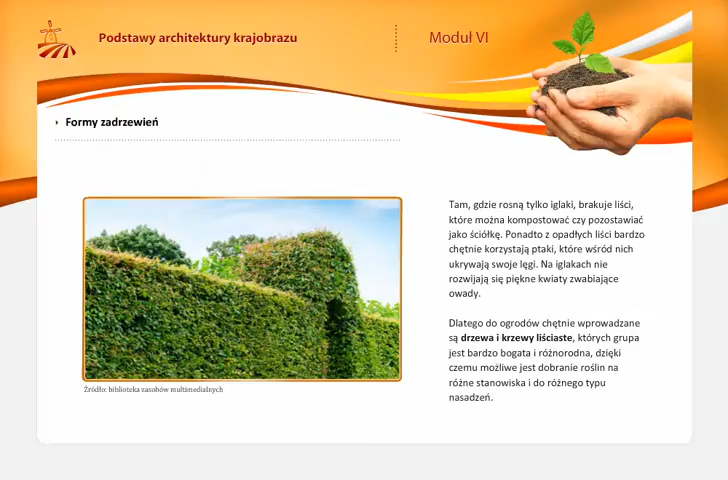 Podstawy architektury krajobrazu
Moduł VI
Formy zadrzewień
Tam, gdzie rosną tylko iglaki, brakuje liści,
które można kompostować czy pozostawiać
jako ściółkę. Ponadto z opadłych liści bardzo
chętnie korzystają ptaki, które wśród nich
ukrywają swoje lęgi. Na iglakach nie
rozwijają się piękne kwiaty zwabiające
owady.
Dlatego do ogrodów chętnie wprowadzane
są drzewa i krzewy liściaste, których grupa
jest bardzo bogata i różnorodna, dzięki
czemu możliwe jest dobranie roślin na
różne stanowiska i do różnego typu
nasadzeń.
Źródło: biblioteka zasobów multimedialnych